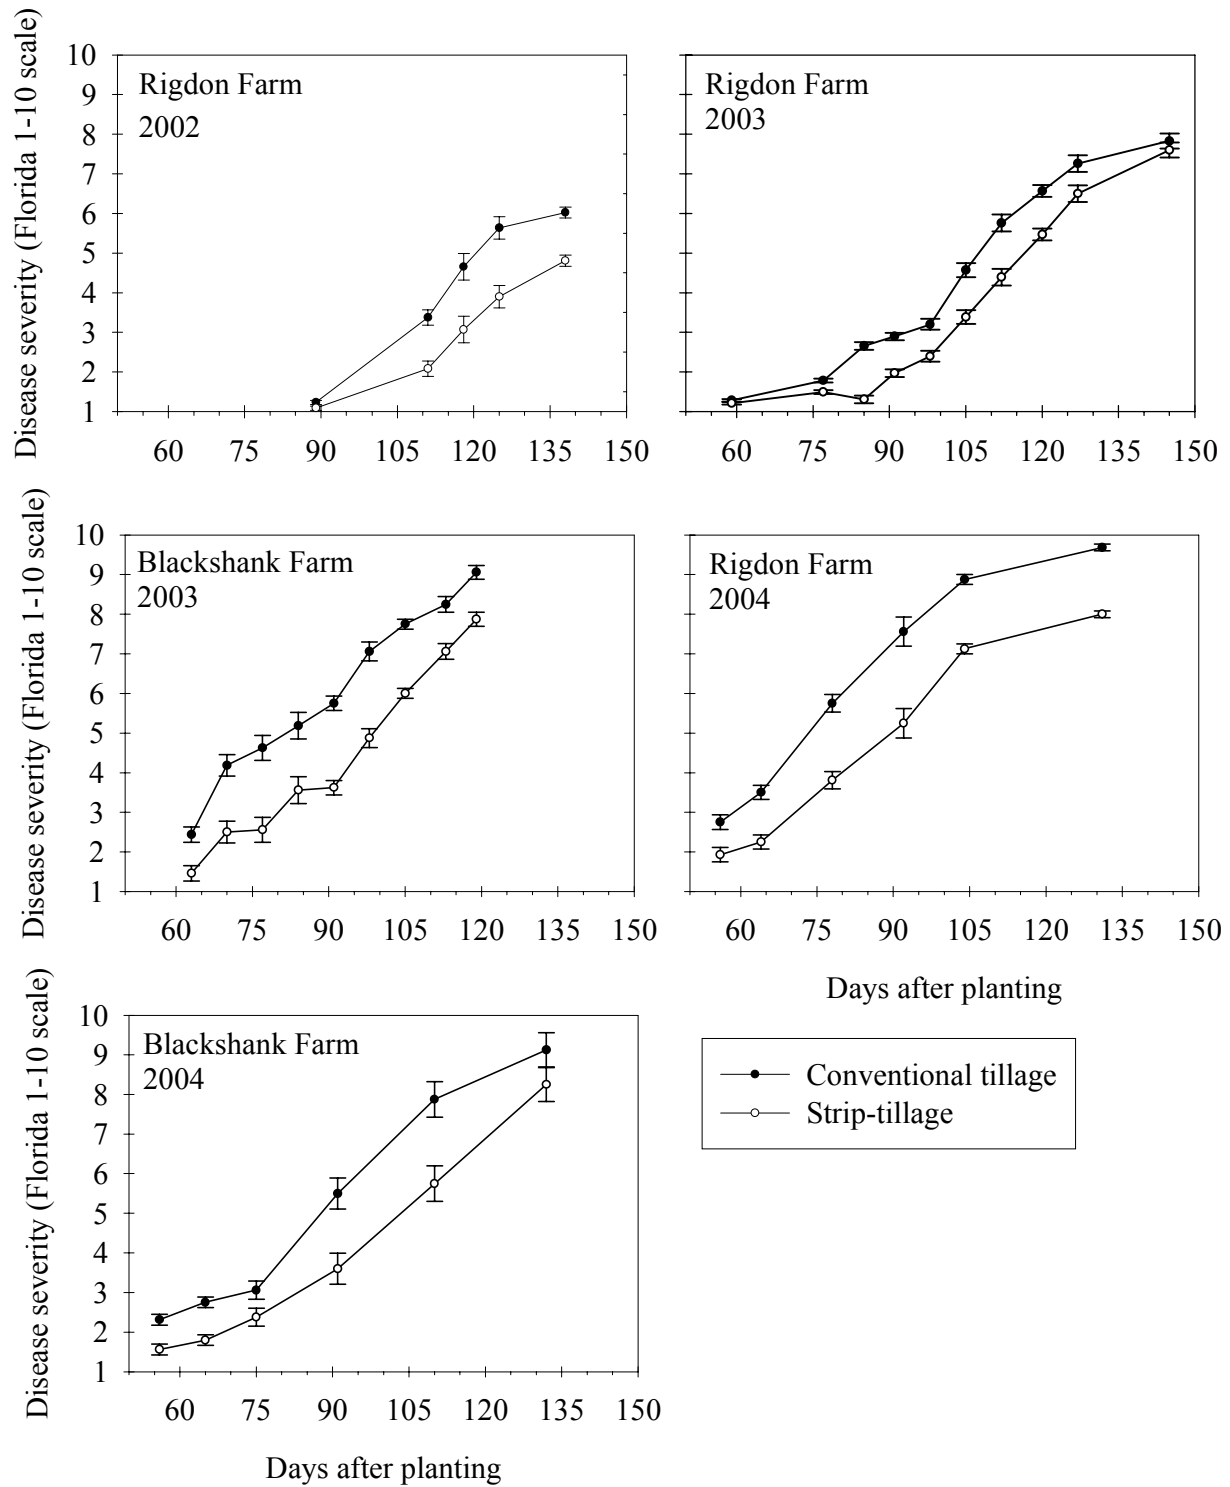 Disease severity (Florida 1-10 scale)
10
9
8
7
6
5
4
3
2
1
Rigdon Farm
2002
60 75 90 105 120 135 150
Rigdon Farm
2003
60 75 90 105 120 135 150
Disease severity (Florida 1-10 scale)
10
9
8
7
6
5
4
3
2
1
Blackshank Farm
2003
60 75 90 105 120 135 150
Rigdon Farm
2004
60 75 90 105 120 135 150
Days after planting
Disease severity (Florida 1-10 scale)
10
9
8
7
6
5
4
3
2
1
Blackshank Farm
2004
60 75 90 105 120 135 150
Days after planting
Conventional tillage
Strip-tillage